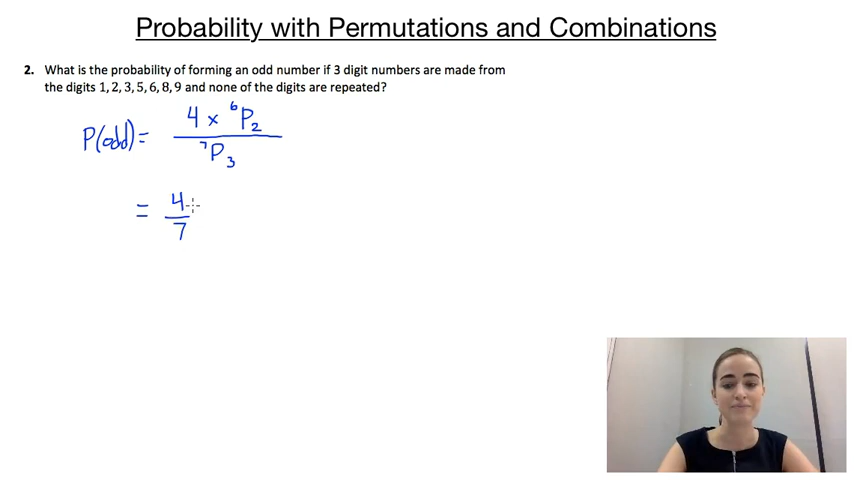 Probability with Permutations and Combinations
2. What is the probability of forming an odd number if 3 digit numbers are made from
the digits 1, 2, 3, 5, 6, 8, 9 and none of the digits are repeated?
P(odd) = 4 × ⁶P₂ / ⁷P₃
= 4/7